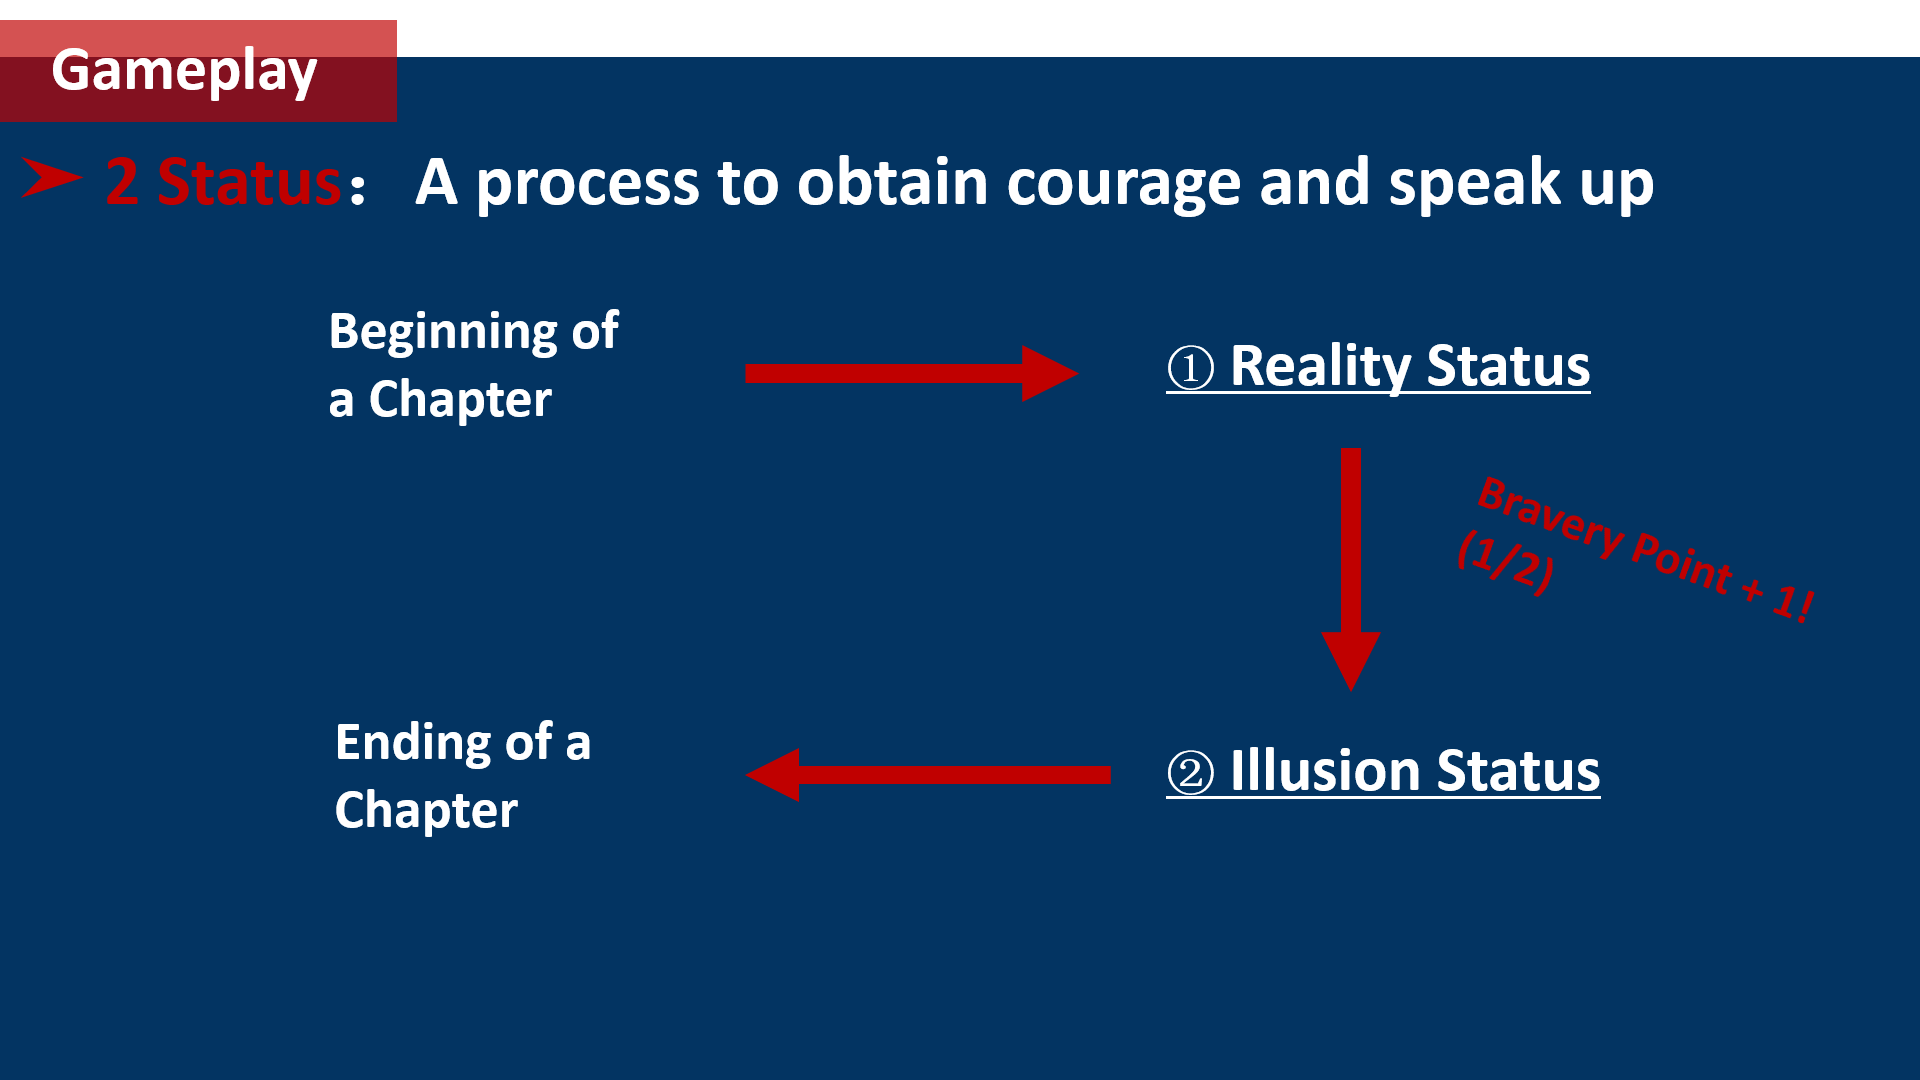 Gameplay
➢ 2 Status： A process to obtain courage and speak up
Beginning of
a Chapter
① Reality Status
Bravery Point + 1!
(1/2)
Ending of a
Chapter
② Illusion Status